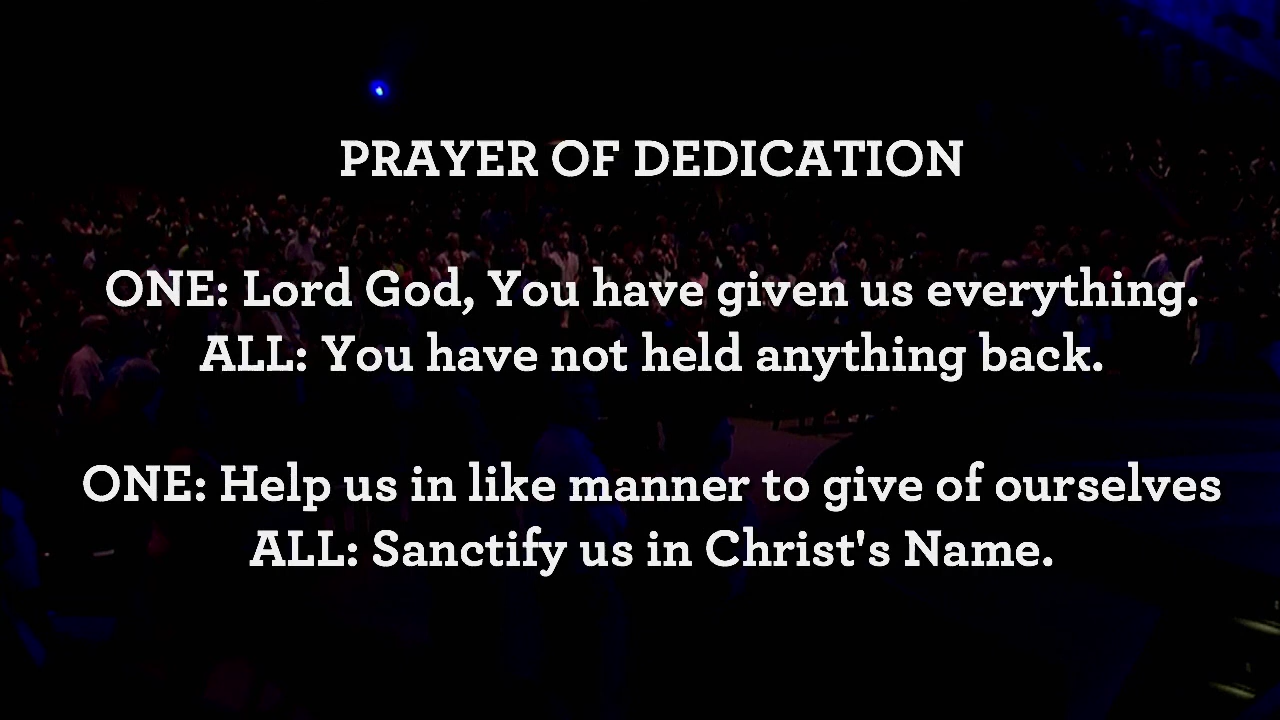 PRAYER OF DEDICATION
ONE: Lord God, You have given us everything.
ALL: You have not held anything back.
ONE: Help us in like manner to give of ourselves
ALL: Sanctify us in Christ's Name.